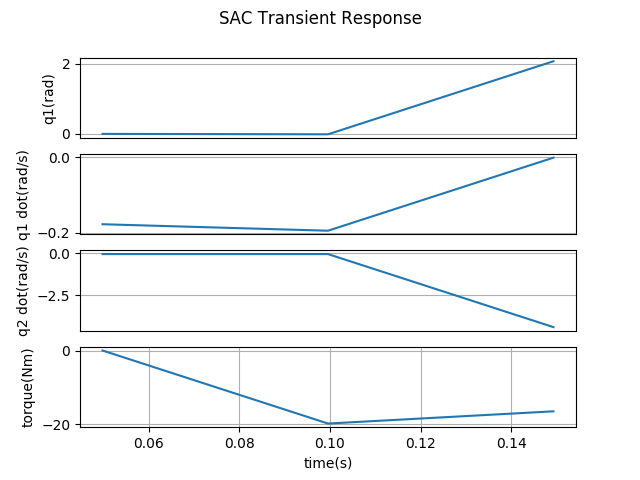 SAC Transient Response
q1(rad)
2
0
q1 dot(rad/s)
0.0
−0.2
q2 dot(rad/s)
0.0
−2.5
torque(Nm)
0
−20
0.06 0.08 0.10 0.12 0.14
time(s)